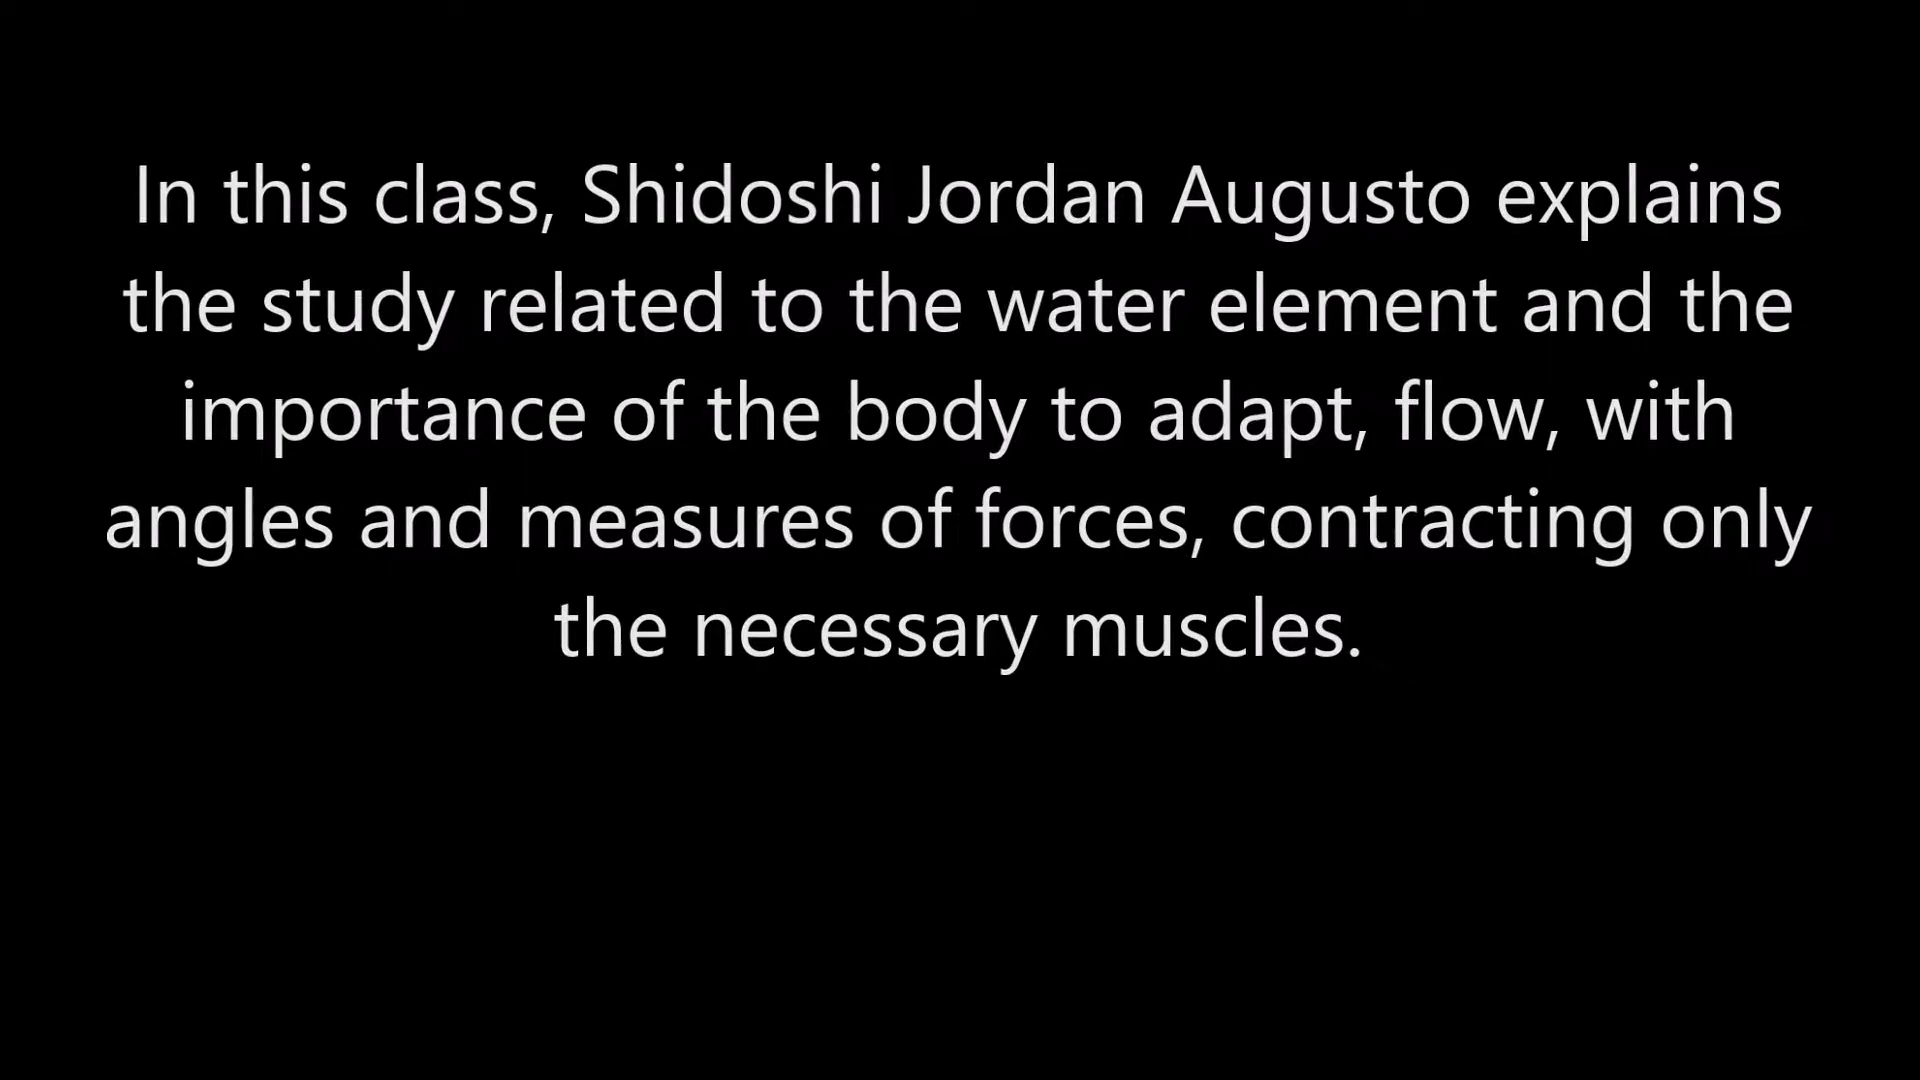 In this class, Shidoshi Jordan Augusto explains
the study related to the water element and the
importance of the body to adapt, flow, with
angles and measures of forces, contracting only
the necessary muscles.